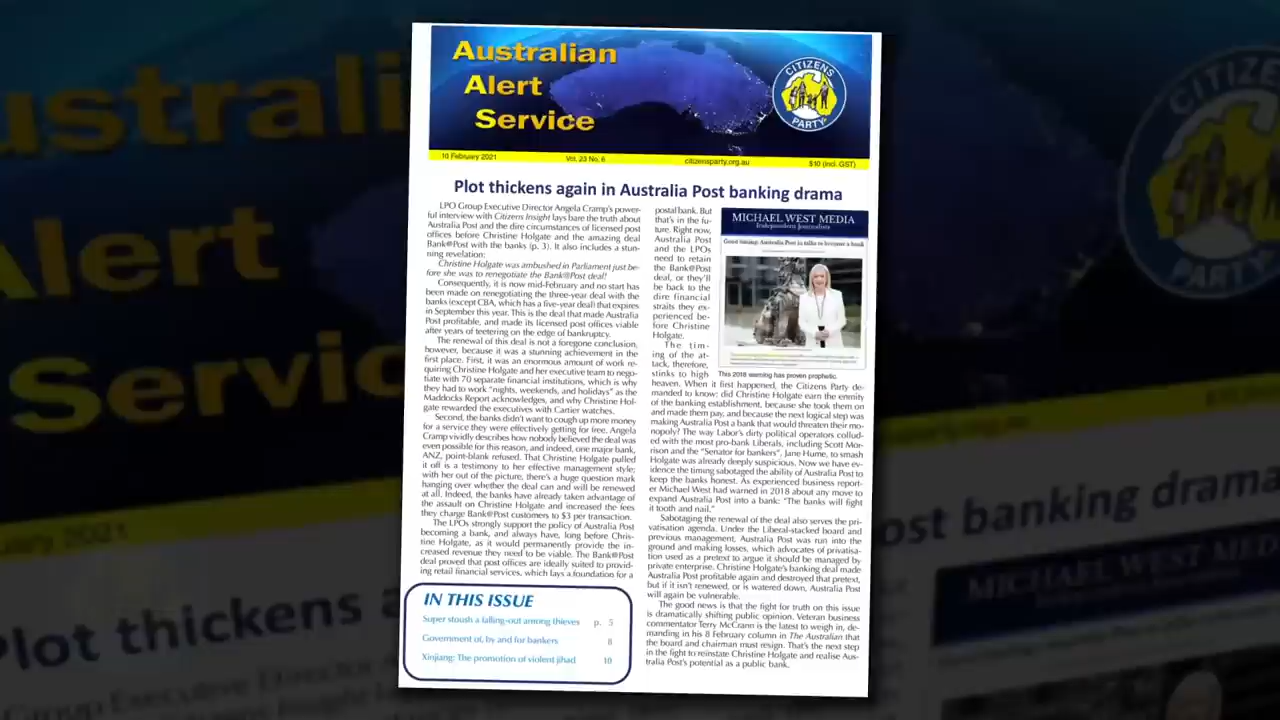 Australian
Alert
Service
CITIZENS
PARTY
10 February 2021
Vol. 23 No. 6
citizensparty.org.au
$10 (incl. GST)
Plot thickens again in Australia Post banking drama
LPO Group Executive Director Angela Cramp's power-
ful interview with Citizens Insight lays bare the truth about
Australia Post and the dire circumstances of licensed post
offices before Christine Holgate and the amazing deal
Bank@Post with the banks (p. 3). It also includes a stun-
ning revelation:
Christine Holgate was ambushed in Parliament just be-
fore she was to renegotiate the Bank@Post deal!
Consequently, it is now mid-February and no start has
been made on renegotiating the three-year deal with the
banks (except CBA, which has a five-year deal) that expires
in September this year. This is the deal that made Australia
Post profitable, and made its licensed post offices viable
after years of teetering on the edge of bankruptcy.
The renewal of this deal is not a foregone conclusion,
however, because it was a stunning achievement in the
first place. First, it was an enormous amount of work re-
quiring Christine Holgate and her executive team to nego-
tiate with 70 separate financial institutions, which is why
they had to work "nights, weekends, and holidays" as the
Maddocks Report acknowledges, and why Christine Hol-
gate rewarded the executives with Cartier watches.
Second, the banks didn't want to cough up more money
for a service they were effectively getting for free. Angela
Cramp vividly describes how nobody believed the deal was
even possible for this reason, and indeed, one major bank,
ANZ, point-blank refused. That Christine Holgate pulled
it off is a testimony to her effective management style;
with her out of the picture, there's a huge question mark
hanging over whether the deal can and will be renewed
at all. Indeed, the banks have already taken advantage of
the assault on Christine Holgate and increased the fees
they charge Bank@Post customers to $3 per transaction.
The LPOs strongly support the policy of Australia Post
becoming a bank, and always have, long before Chris-
tine Holgate, as it would permanently provide the in-
creased revenue they need to be viable. The Bank@Post
deal proved that post offices are ideally suited to provid-
ing retail financial services, which lays a foundation for a
postal bank. But
that's in the fu-
ture. Right now,
Australia Post
and the LPOs
need to retain
the Bank@Post
deal, or they'll
be back to the
dire financial
straits they ex-
perienced be-
fore Christine
Holgate.
The tim-
ing of the at-
tack, therefore,
stinks to high
heaven. When it first happened, the Citizens Party de-
manded to know: did Christine Holgate earn the enmity
of the banking establishment, because she took them on
and made them pay, and because the next logical step was
making Australia Post a bank that would threaten their mo-
nopoly? The way Labor's dirty political operators collud-
ed with the most pro-bank Liberals, including Scott Mor-
rison and the "Senator for bankers", Jane Hume, to smash
Holgate was already deeply suspicious. Now we have ev-
idence the timing sabotaged the ability of Australia Post to
keep the banks honest. As experienced business report-
er Michael West had warned in 2018 about any move to
expand Australia Post into a bank: "The banks will fight
it tooth and nail."
Sabotaging the renewal of the deal also serves the pri-
vatisation agenda. Under the Liberal-stacked board and
previous management, Australia Post was run into the
ground and making losses, which advocates of privatisa-
tion used as a pretext to argue it should be managed by
private enterprise. Christine Holgate's banking deal made
Australia Post profitable again and destroyed that pretext,
but if it isn't renewed, or is watered down, Australia Post
will again be vulnerable.
The good news is that the fight for truth on this issue
is dramatically shifting public opinion. Veteran business
commentator Terry McCrann is the latest to weigh in, de-
manding in his 8 February column in The Australian that
the board and chairman must resign. That's the next step
in the fight to reinstate Christine Holgate and realise Aus-
tralia Post's potential as a public bank.
MICHAEL WEST MEDIA
Independent Journalists
Good timing: Australia Post in talks to become a bank
This 2018 warning has proven prophetic.
IN THIS ISSUE
Super stoush a falling-out among thieves p. 5
Government of, by and for bankers 8
Xinjiang: The promotion of violent jihad 10